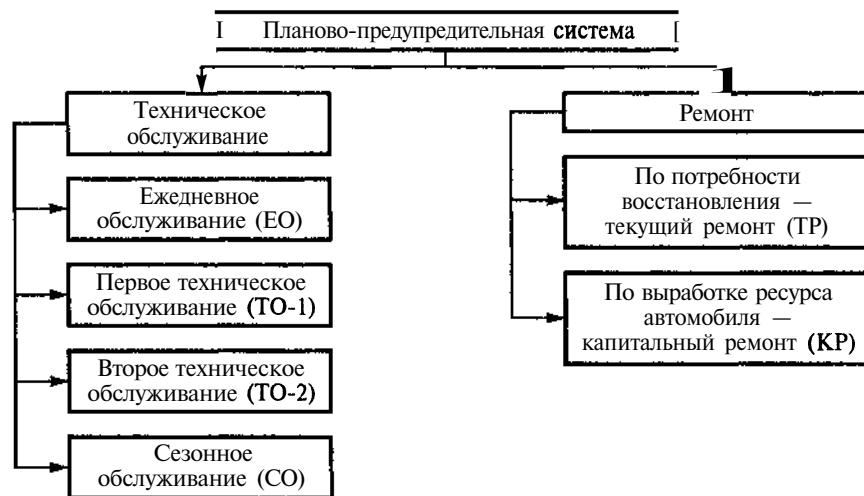 Планово-предупредительная система
Техническое
обслуживание
Ежедневное
обслуживание (ЕО)
Первое техническое
обслуживание (ТО-1)
Второе техническое
обслуживание (ТО-2)
Сезонное
обслуживание (СО)
Ремонт
По потребности
восстановления —
текущий ремонт (ТР)
По выработке ресурса
автомобиля —
капитальный ремонт (КР)